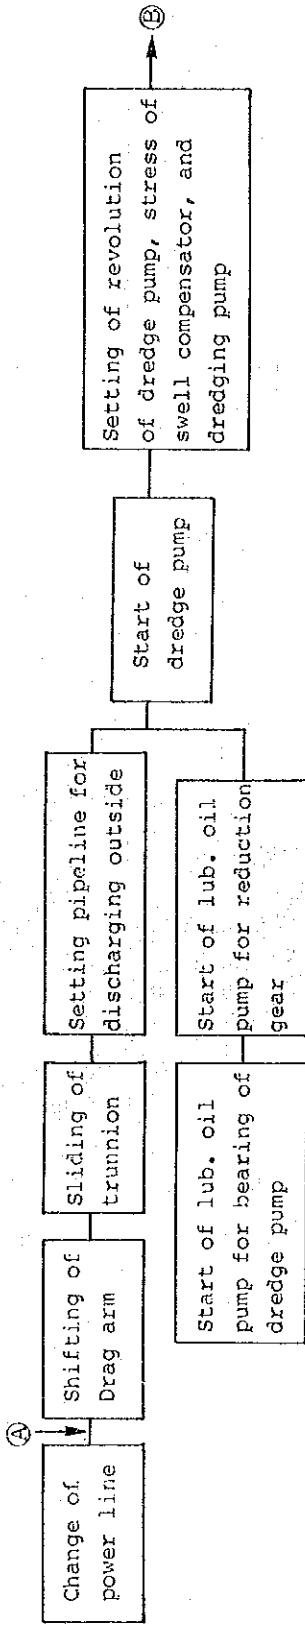 Change of
power line
Ⓐ
Shifting of
Drag arm
Sliding of
trunnion
Setting pipeline for
discharging outside
Start of lub. oil
pump for bearing of
dredge pump
Start of lub. oil
pump for reduction
gear
Start of
dredge pump
Setting of revolution
of dredge pump, stress of
swell compensator, and
dredging pump
Ⓑ